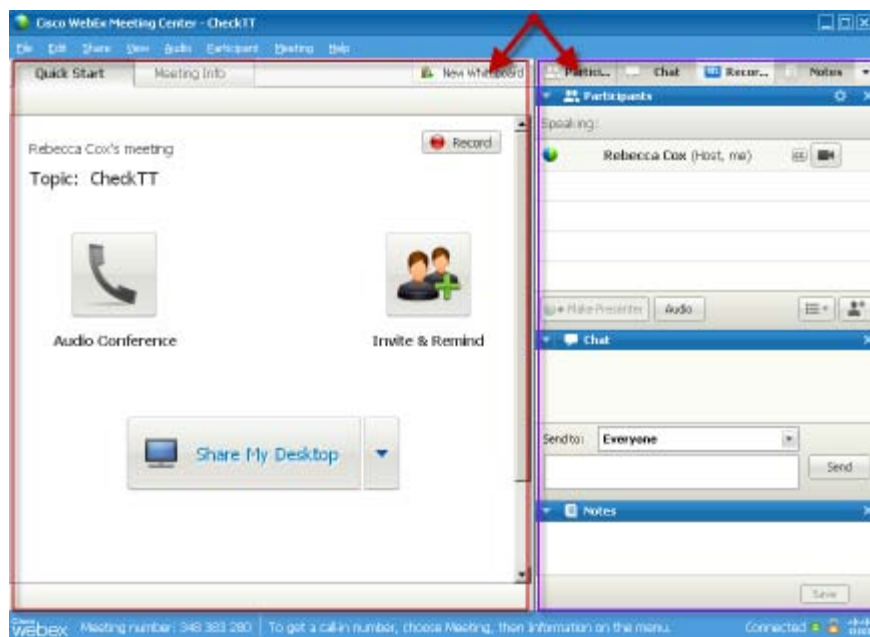 Cisco WebEx Meeting Center - CheckTT
File Edit Share View Audio Participant Meeting Help
Quick Start Meeting Info New Whiteboard
Partici... Chat Recor... Notes
Participants
Speaking:
Rebecca Cox's meeting
Record
Rebecca Cox (Host, me)
Topic: CheckTT
Make Presenter Audio
Audio Conference Invite & Remind
Chat
Send to: Everyone
Send
Share My Desktop
Notes
Save
Cisco webex Meeting number: 348 383 280 To get a call-in number, choose Meeting, then Information on the menu. Connected